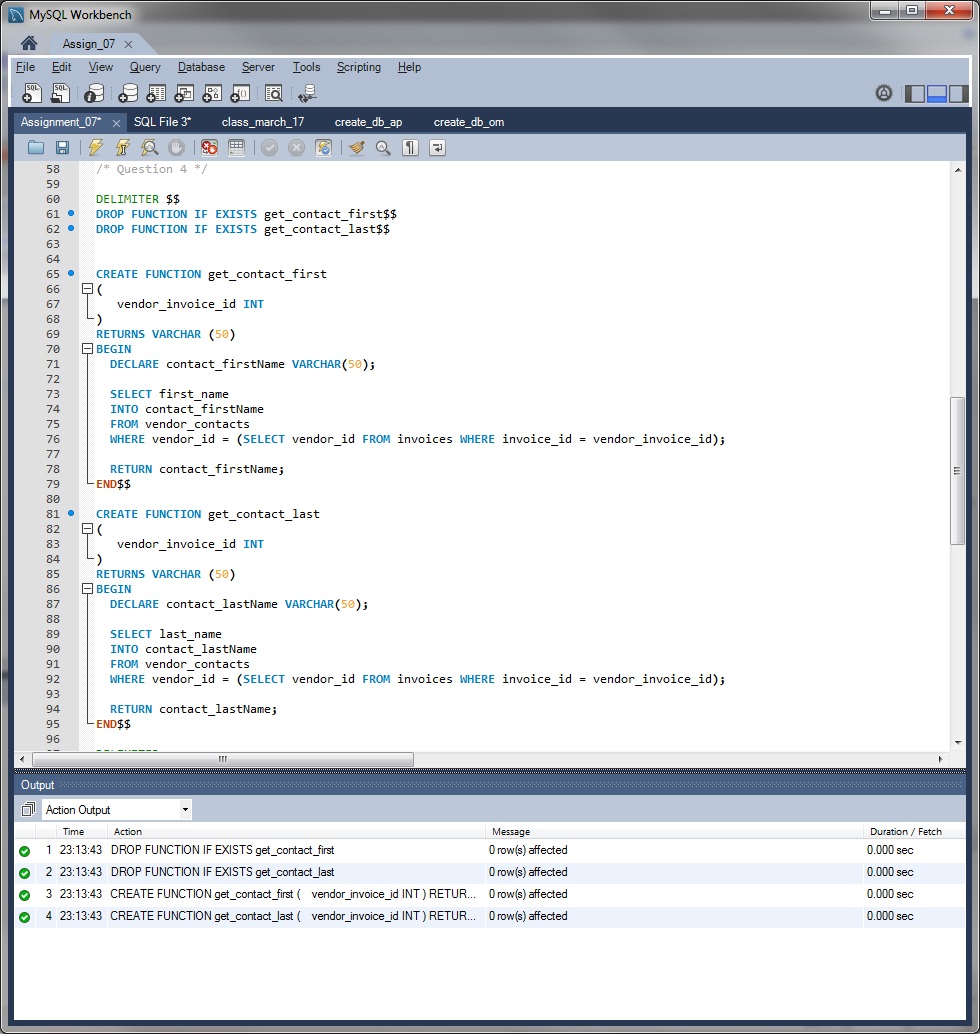 MySQL Workbench
Assign_07
File Edit View Query Database Server Tools Scripting Help
Assignment_07* SQL File 3* class_march_17 create_db_ap create_db_om
58 /* Question 4 */
59
60 DELIMITER $$
61 DROP FUNCTION IF EXISTS get_contact_first$$
62 DROP FUNCTION IF EXISTS get_contact_last$$
63
64
65 CREATE FUNCTION get_contact_first
66 (
67 vendor_invoice_id INT
68 )
69 RETURNS VARCHAR (50)
70 BEGIN
71 DECLARE contact_firstName VARCHAR(50);
72
73 SELECT first_name
74 INTO contact_firstName
75 FROM vendor_contacts
76 WHERE vendor_id = (SELECT vendor_id FROM invoices WHERE invoice_id = vendor_invoice_id);
77
78 RETURN contact_firstName;
79 END$$
80
81 CREATE FUNCTION get_contact_last
82 (
83 vendor_invoice_id INT
84 )
85 RETURNS VARCHAR (50)
86 BEGIN
87 DECLARE contact_lastName VARCHAR(50);
88
89 SELECT last_name
90 INTO contact_lastName
91 FROM vendor_contacts
92 WHERE vendor_id = (SELECT vendor_id FROM invoices WHERE invoice_id = vendor_invoice_id);
93
94 RETURN contact_lastName;
95 END$$
96
Output
Action Output
Time Action Message Duration / Fetch
1 23:13:43 DROP FUNCTION IF EXISTS get_contact_first 0 row(s) affected 0.000 sec
2 23:13:43 DROP FUNCTION IF EXISTS get_contact_last 0 row(s) affected 0.000 sec
3 23:13:43 CREATE FUNCTION get_contact_first ( vendor_invoice_id INT ) RETUR... 0 row(s) affected 0.000 sec
4 23:13:43 CREATE FUNCTION get_contact_last ( vendor_invoice_id INT ) RETUR... 0 row(s) affected 0.000 sec